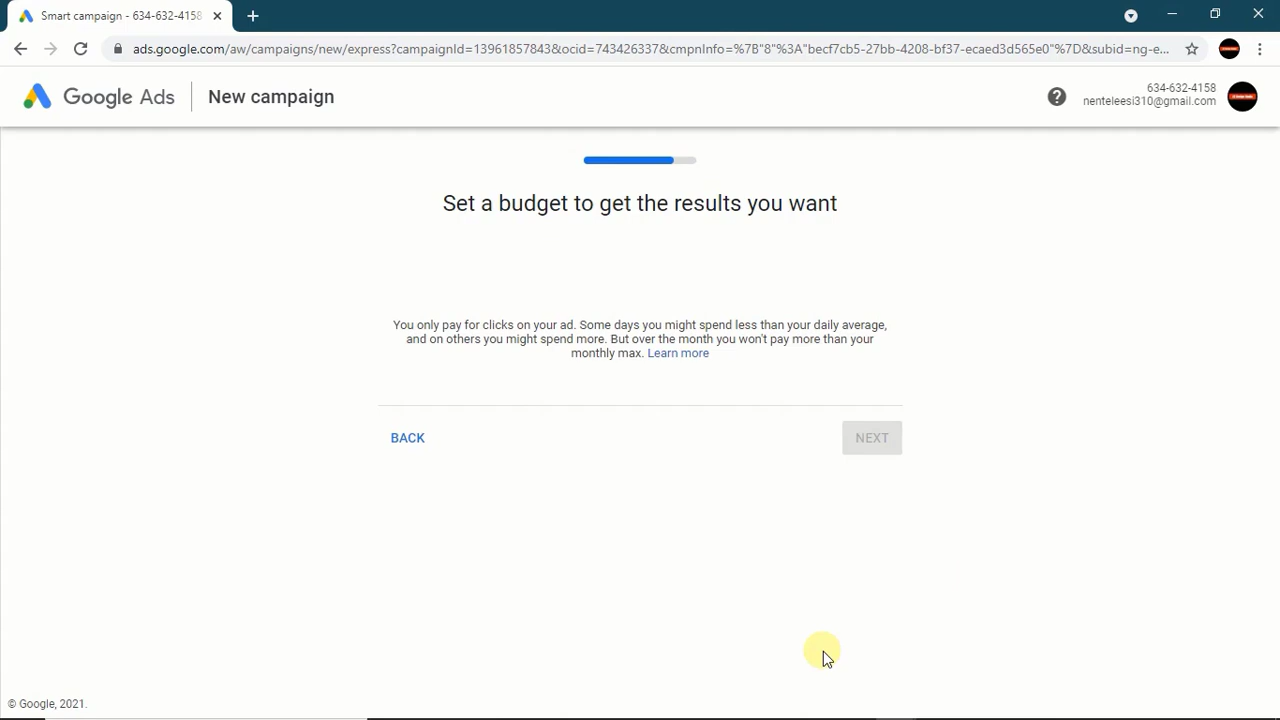 Smart campaign - 634-632-4158
ads.google.com/aw/campaigns/new/express?campaignId=13961857843&ocid=743426337&cmpnInfo=%7B"8"%3A"becf7cb5-27bb-4208-bf37-ecaed3d565e0"%7D&subid=ng-e...
Google Ads
New campaign
634-632-4158
nenteleesi310@gmail.com
Set a budget to get the results you want
You only pay for clicks on your ad. Some days you might spend less than your daily average,
and on others you might spend more. But over the month you won't pay more than your
monthly max. Learn more
BACK
NEXT
© Google, 2021.